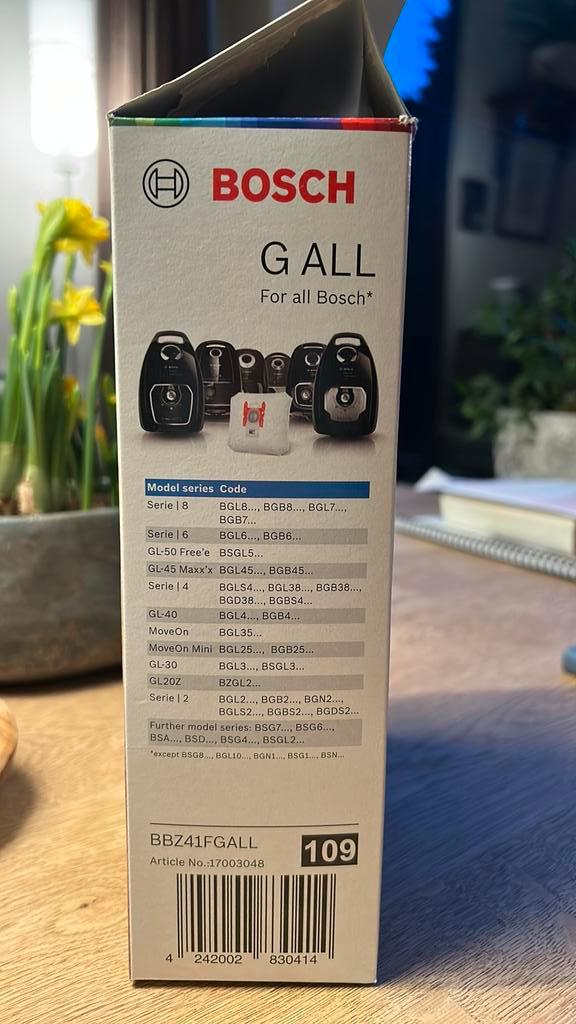 BOSCH
G ALL
For all Bosch*
Model series Code
Serie | 8 BGL8..., BGB8..., BGL7...,
BGB7...
Serie | 6 BGL6..., BGB6...
GL-50 Free'e BSGL5...
GL-45 Maxx'x BGL45..., BGB45...
Serie | 4 BGLS4..., BGL38..., BGB38...,
BGD38..., BGBS4...
GL-40 BGL4..., BGB4...
MoveOn BGL35...
MoveOn Mini BGL25..., BGB25...
GL-30 BGL3..., BSGL3...
GL20Z BZGL2...
Serie | 2 BGL2..., BGB2..., BGN2...,
BGLS2..., BGBS2..., BGDS2...
Further model series: BSG7..., BSG6...,
BSA..., BSD..., BSG4..., BSGL2...
*except BSG8..., BGL10..., BGN1..., BSG1..., BSN...
BBZ41FGALL
109
Article No.:17003048
4 242002 830414